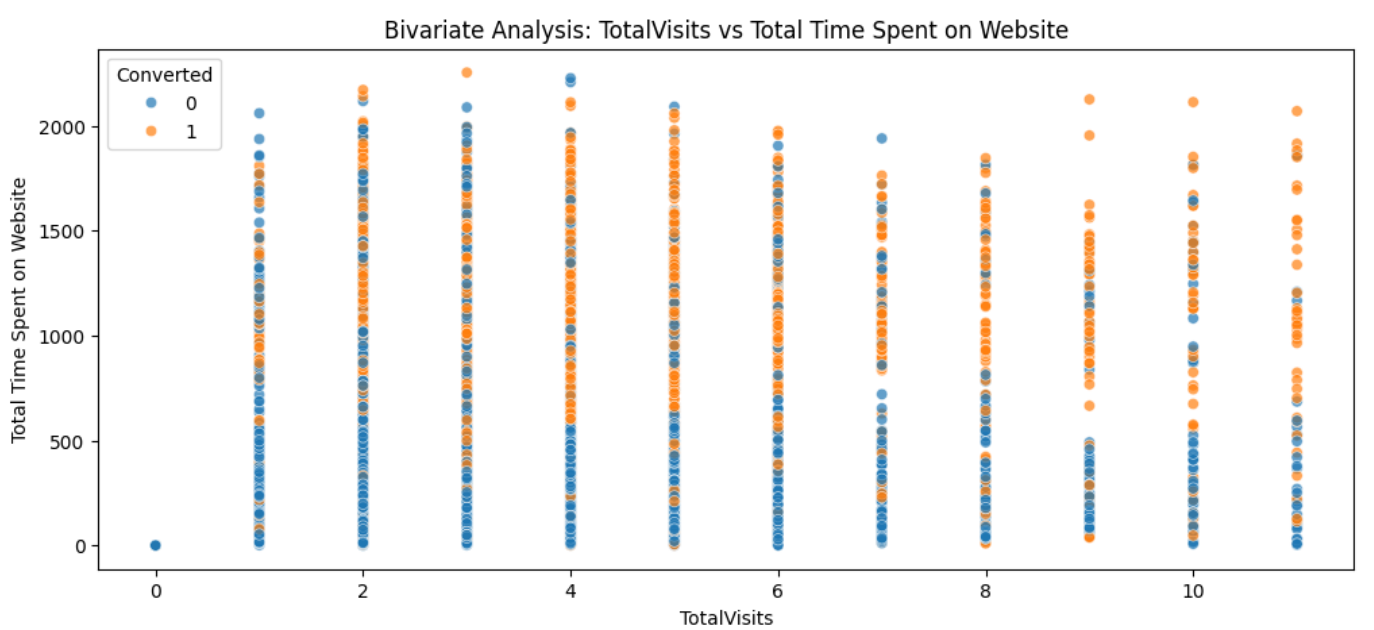 Bivariate Analysis: TotalVisits vs Total Time Spent on Website
Converted
0
1
Total Time Spent on Website
2000
1500
1000
500
0
0 2 4 6 8 10
TotalVisits